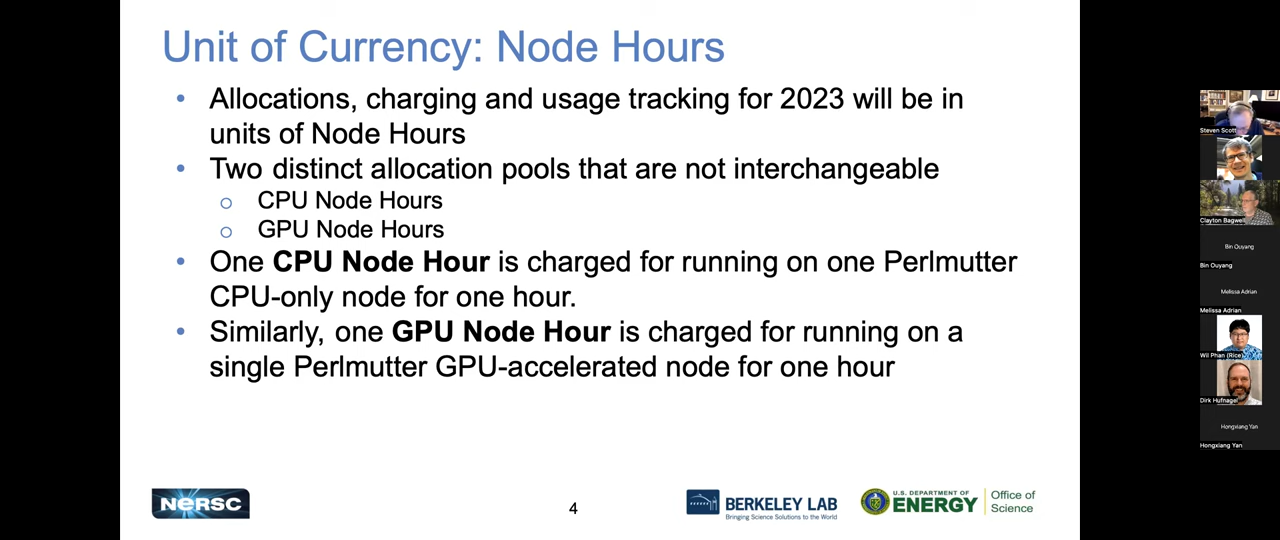 Unit of Currency: Node Hours
• Allocations, charging and usage tracking for 2023 will be in
units of Node Hours
• Two distinct allocation pools that are not interchangeable
○ CPU Node Hours
○ GPU Node Hours
• One CPU Node Hour is charged for running on one Perlmutter
CPU-only node for one hour.
• Similarly, one GPU Node Hour is charged for running on a
single Perlmutter GPU-accelerated node for one hour
NERSC
4
BERKELEY LAB
Bringing Science Solutions to the World
U.S. DEPARTMENT OF
ENERGY
Office of
Science
Steven Scott
Clayton Bagwell
Bin Ouyang
Bin Ouyang
Melissa Adrian
Melissa Adrian
Wil Phan (Rice)
Dirk Hufnagel
Hongxiang Yan
Hongxiang Yan